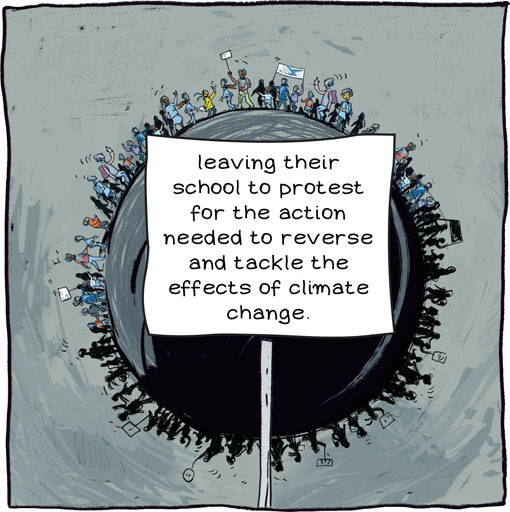 leaving their
school to protest
for the action
needed to reverse
and tackle the
effects of climate
change.